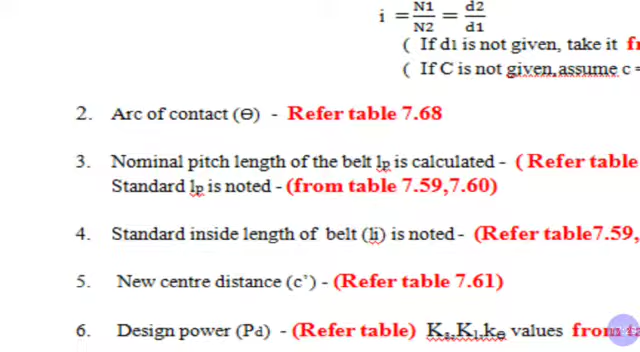 i = N1/N2 = d2/d1
( If d1 is not given, take it
( If C is not given,assume c =
2. Arc of contact (Ɵ) - Refer table 7.68
3. Nominal pitch length of the belt lp is calculated - ( Refer table
Standard lp is noted - (from table 7.59,7.60)
4. Standard inside length of belt (li) is noted - (Refer table7.59,
5. New centre distance (c’) - (Refer table 7.61)
6. Design power (Pd) - (Refer table) Ka,Kl,kɵ values from